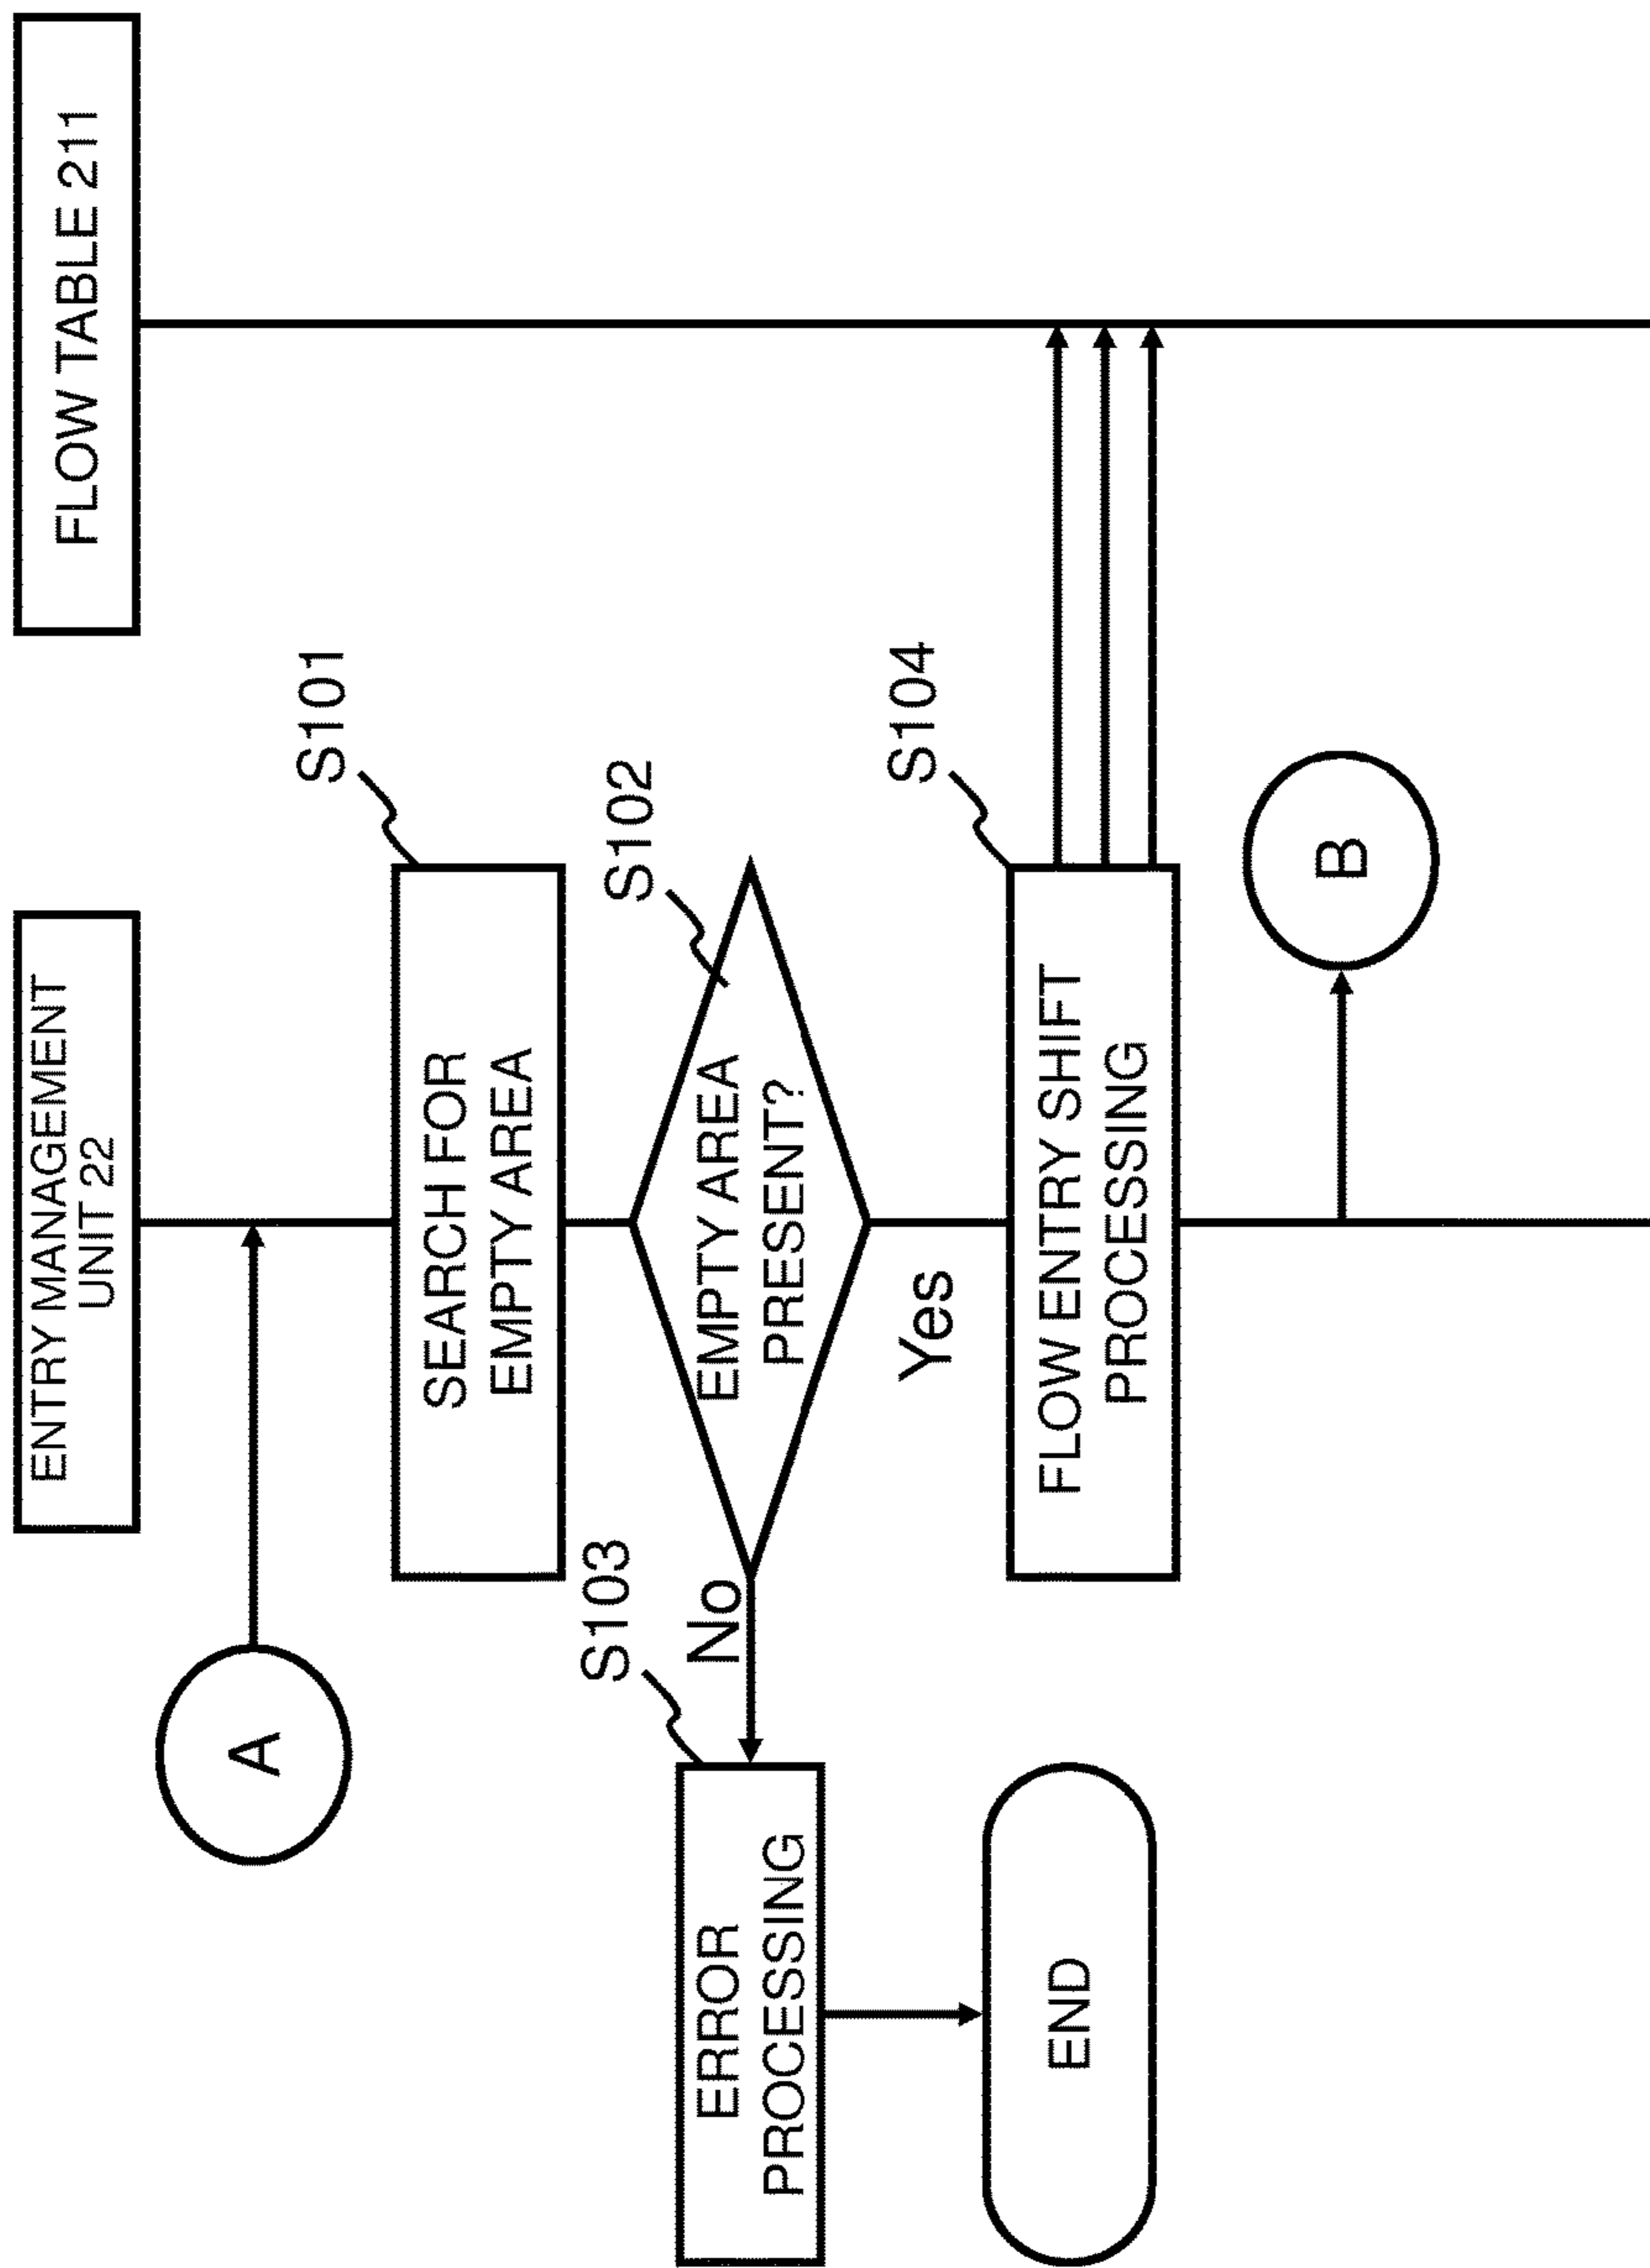 ENTRY MANAGEMENT
UNIT 22
FLOW TABLE 211
A
S101
SEARCH FOR
EMPTY AREA
S102
EMPTY AREA
PRESENT?
S103
No
ERROR
PROCESSING
Yes
END
S104
FLOW ENTRY SHIFT
PROCESSING
B